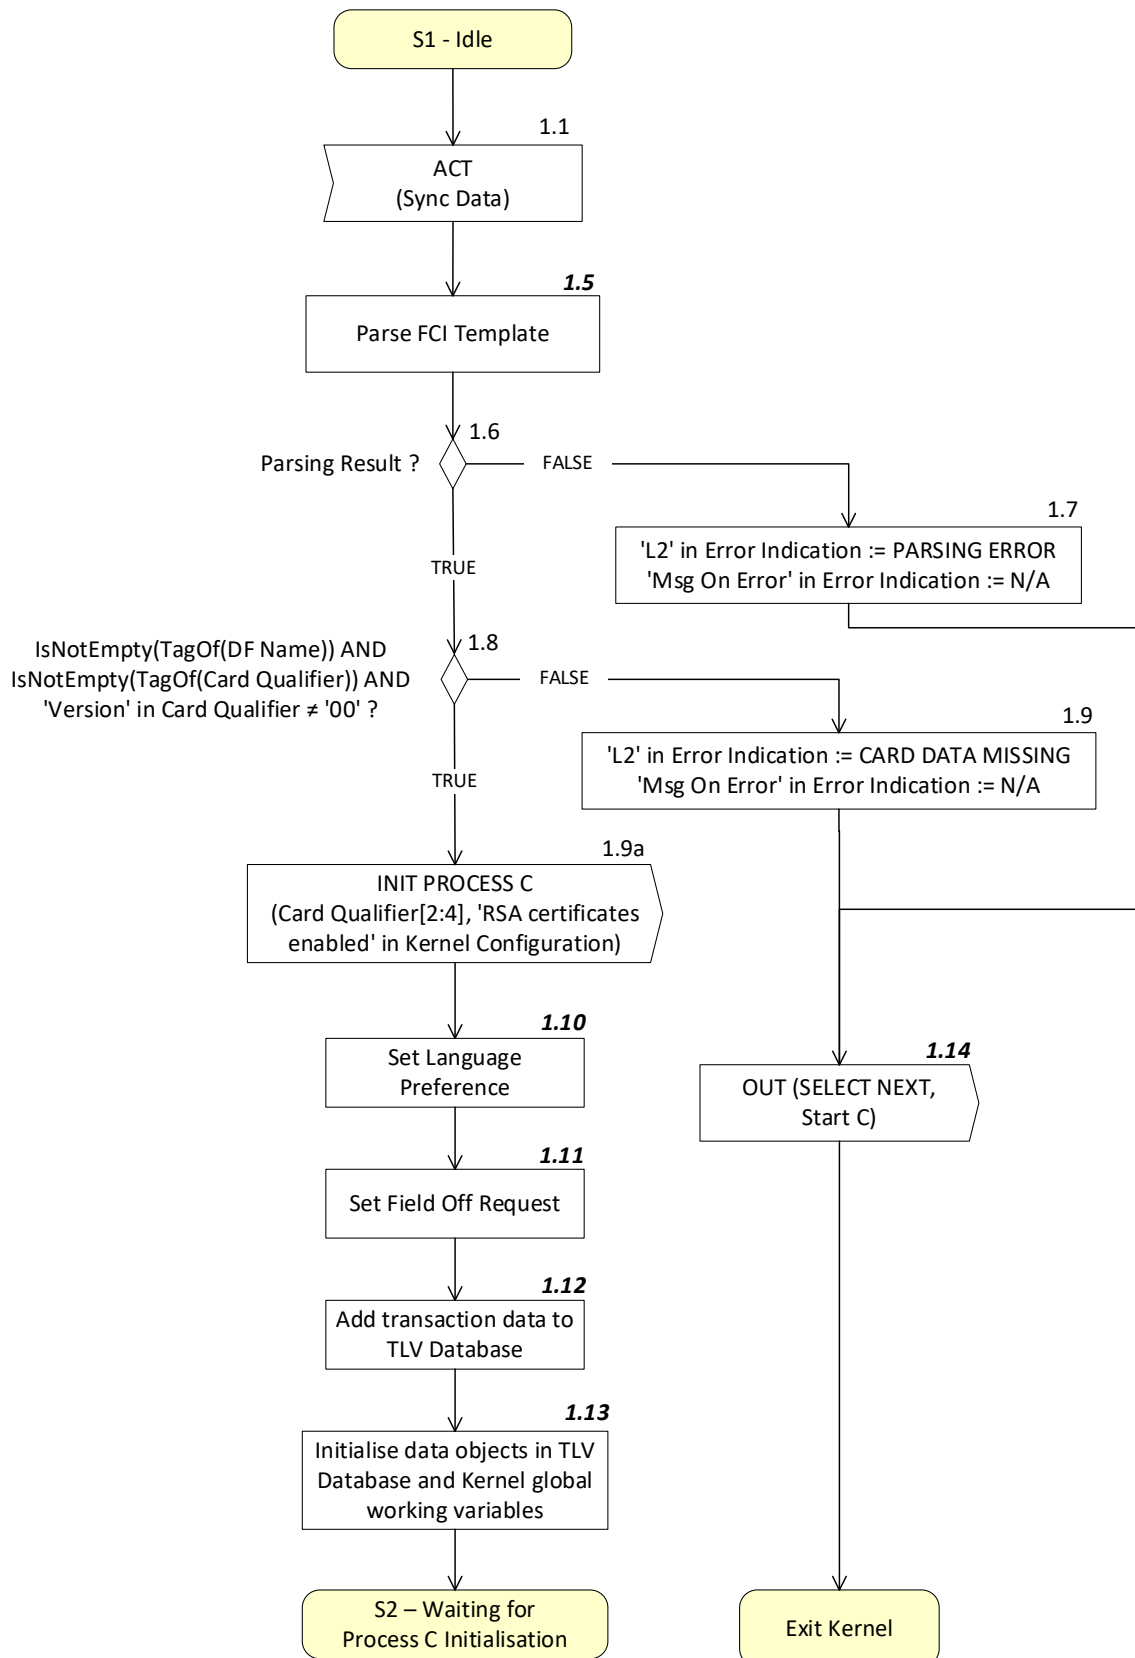 S1 - Idle
1.1
ACT
(Sync Data)
1.5
Parse FCI Template
1.6
Parsing Result ?
FALSE
1.7
'L2' in Error Indication := PARSING ERROR
'Msg On Error' in Error Indication := N/A
TRUE
IsNotEmpty(TagOf(DF Name)) AND
IsNotEmpty(TagOf(Card Qualifier)) AND
'Version' in Card Qualifier ≠ '00' ?
1.8
FALSE
1.9
'L2' in Error Indication := CARD DATA MISSING
'Msg On Error' in Error Indication := N/A
TRUE
1.9a
INIT PROCESS C
(Card Qualifier[2:4], 'RSA certificates
enabled' in Kernel Configuration)
1.10
Set Language
Preference
1.14
OUT (SELECT NEXT,
Start C)
1.11
Set Field Off Request
1.12
Add transaction data to
TLV Database
1.13
Initialise data objects in TLV
Database and Kernel global
working variables
S2 – Waiting for
Process C Initialisation
Exit Kernel